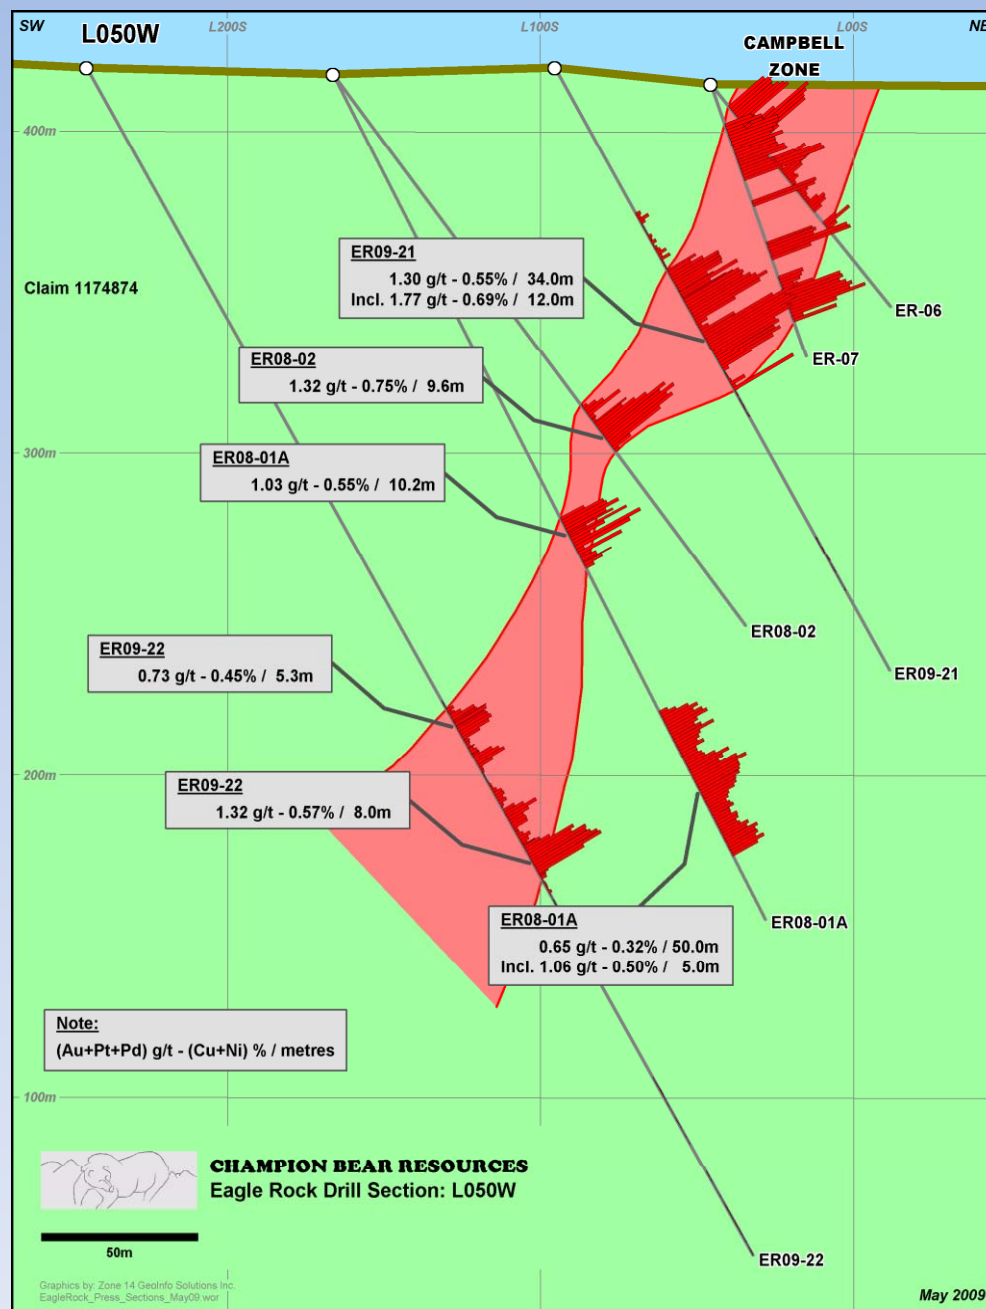 SW
L050W
L200S
L100S
L00S
NE
CAMPBELL
ZONE
400m
ER09-21
1.30 g/t - 0.55% / 34.0m
Incl. 1.77 g/t - 0.69% / 12.0m
Claim 1174874
ER-06
ER08-02
1.32 g/t - 0.75% / 9.6m
ER-07
300m
ER08-01A
1.03 g/t - 0.55% / 10.2m
ER08-02
ER09-22
0.73 g/t - 0.45% / 5.3m
ER09-21
200m
ER09-22
1.32 g/t - 0.57% / 8.0m
ER08-01A
0.65 g/t - 0.32% / 50.0m
Incl. 1.06 g/t - 0.50% / 5.0m
ER08-01A
Note:
(Au+Pt+Pd) g/t - (Cu+Ni) % / metres
100m
CHAMPION BEAR RESOURCES
Eagle Rock Drill Section: L050W
50m
ER09-22
Graphics by: Zone 14 GeoInfo Solutions Inc.
EagleRock_Press_Sections_May09.wor
May 2009